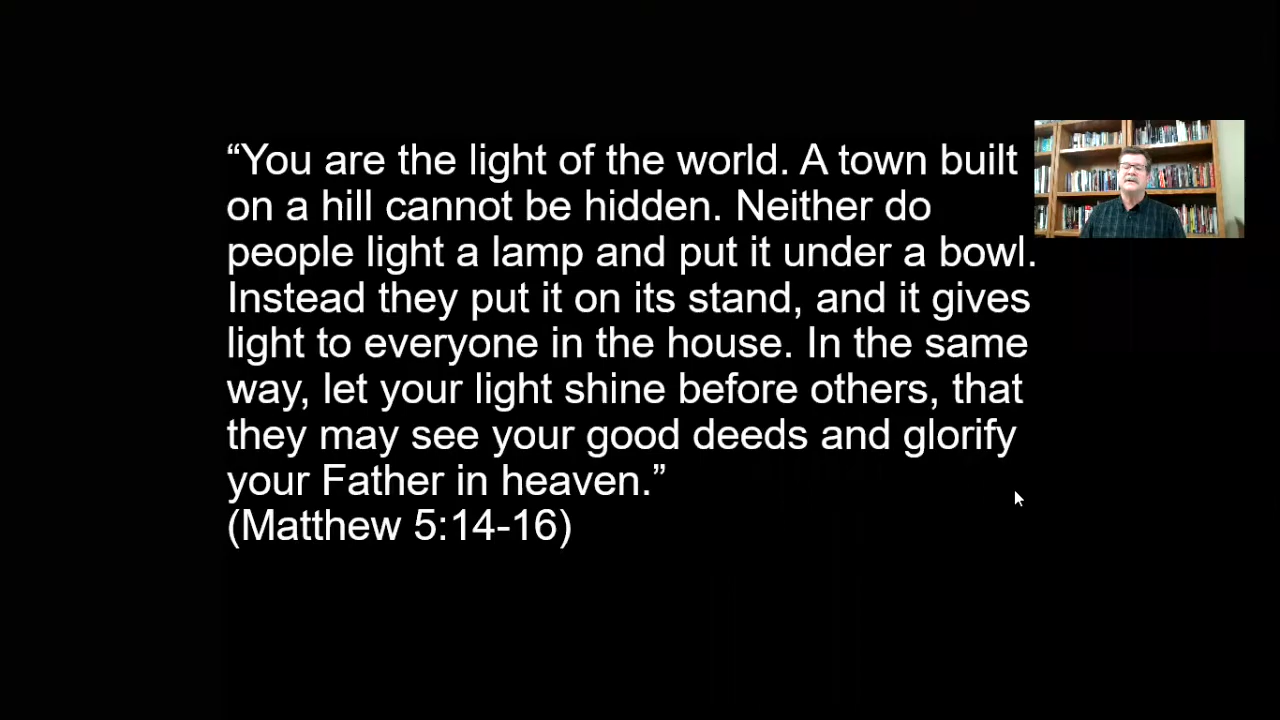 “You are the light of the world. A town built
on a hill cannot be hidden. Neither do
people light a lamp and put it under a bowl.
Instead they put it on its stand, and it gives
light to everyone in the house. In the same
way, let your light shine before others, that
they may see your good deeds and glorify
your Father in heaven.”
(Matthew 5:14-16)